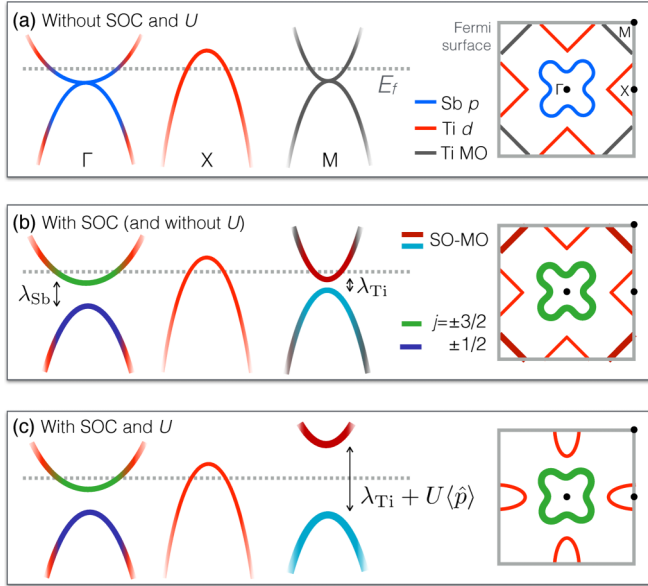 (a) Without SOC and U
Fermi
surface
M
E_f
Γ
X
Sb p
Ti d
Ti MO
Γ
X
M
(b) With SOC (and without U)
SO-MO
λ_Sb
λ_Ti
j=±3/2
±1/2
(c) With SOC and U
λ_Ti + U⟨p̂⟩